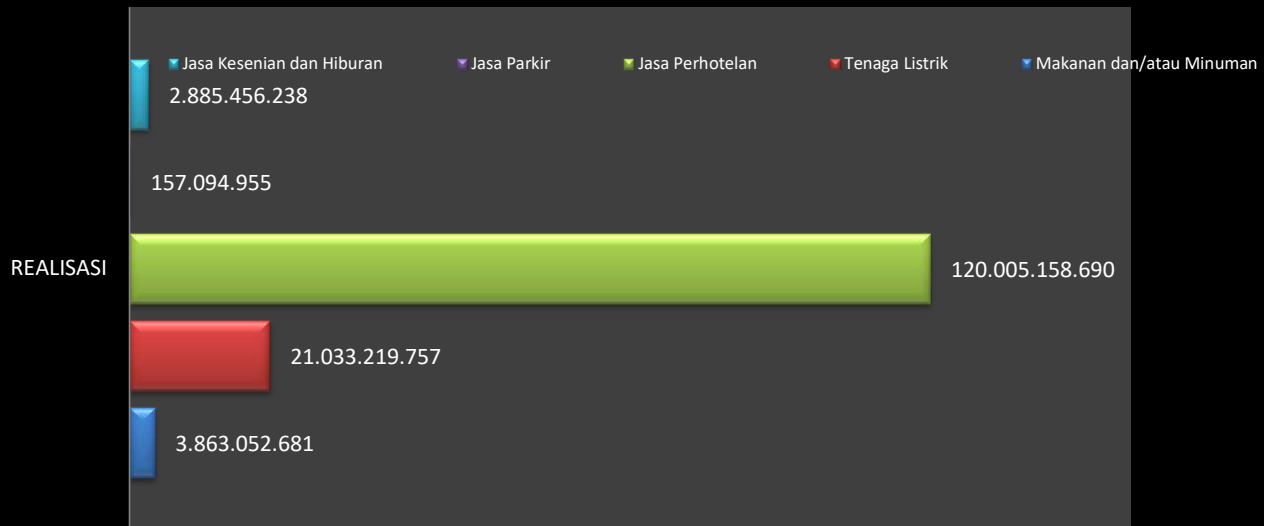 Jasa Kesenian dan Hiburan Jasa Parkir Jasa Perhotelan Tenaga Listrik Makanan dan/atau Minuman
2.885.456.238
157.094.955
REALISASI 120.005.158.690
21.033.219.757
3.863.052.681